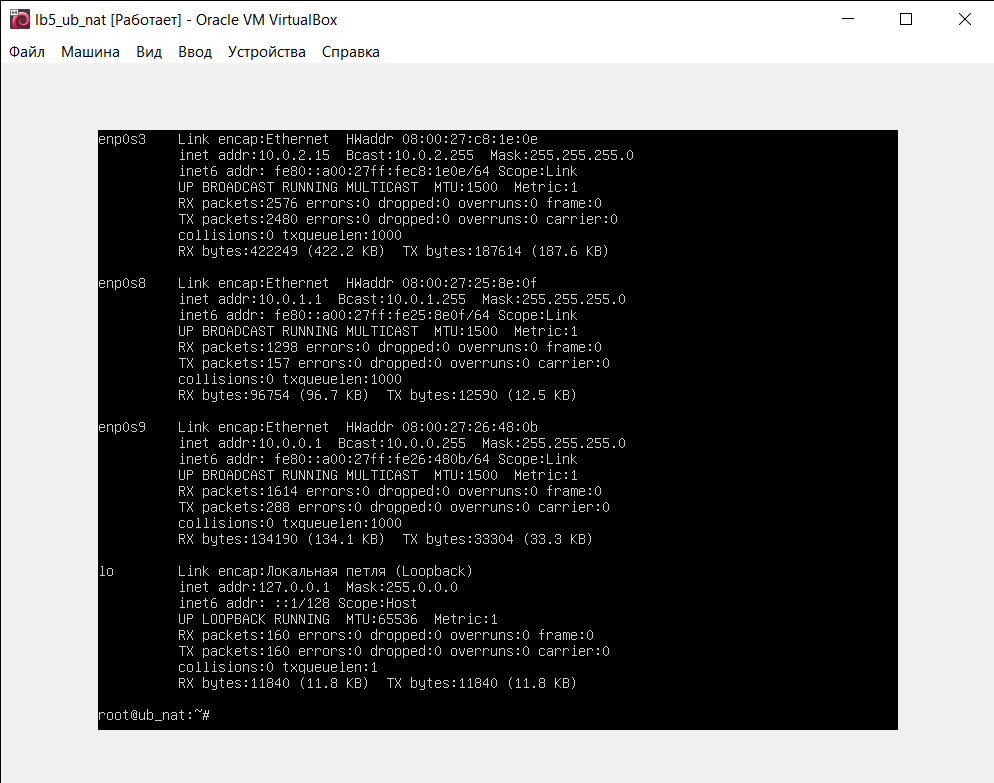 lb5_ub_nat [Работает] - Oracle VM VirtualBox
Файл Машина Вид Ввод Устройства Справка
enp0s3 Link encap:Ethernet HWaddr 08:00:27:c8:1e:0e
inet addr:10.0.2.15 Bcast:10.0.2.255 Mask:255.255.255.0
inet6 addr: fe80::a00:27ff:fec8:1e0e/64 Scope:Link
UP BROADCAST RUNNING MULTICAST MTU:1500 Metric:1
RX packets:2576 errors:0 dropped:0 overruns:0 frame:0
TX packets:2480 errors:0 dropped:0 overruns:0 carrier:0
collisions:0 txqueuelen:1000
RX bytes:422249 (422.2 KB) TX bytes:187614 (187.6 KB)
enp0s8 Link encap:Ethernet HWaddr 08:00:27:25:8e:0f
inet addr:10.0.1.1 Bcast:10.0.1.255 Mask:255.255.255.0
inet6 addr: fe80::a00:27ff:fe25:8e0f/64 Scope:Link
UP BROADCAST RUNNING MULTICAST MTU:1500 Metric:1
RX packets:1298 errors:0 dropped:0 overruns:0 frame:0
TX packets:157 errors:0 dropped:0 overruns:0 carrier:0
collisions:0 txqueuelen:1000
RX bytes:96754 (96.7 KB) TX bytes:12590 (12.5 KB)
enp0s9 Link encap:Ethernet HWaddr 08:00:27:26:48:0b
inet addr:10.0.0.1 Bcast:10.0.0.255 Mask:255.255.255.0
inet6 addr: fe80::a00:27ff:fe26:480b/64 Scope:Link
UP BROADCAST RUNNING MULTICAST MTU:1500 Metric:1
RX packets:1614 errors:0 dropped:0 overruns:0 frame:0
TX packets:288 errors:0 dropped:0 overruns:0 carrier:0
collisions:0 txqueuelen:1000
RX bytes:134190 (134.1 KB) TX bytes:33304 (33.3 KB)
lo Link encap:Локальная петля (Loopback)
inet addr:127.0.0.1 Mask:255.0.0.0
inet6 addr: ::1/128 Scope:Host
UP LOOPBACK RUNNING MTU:65536 Metric:1
RX packets:160 errors:0 dropped:0 overruns:0 frame:0
TX packets:160 errors:0 dropped:0 overruns:0 carrier:0
collisions:0 txqueuelen:1
RX bytes:11840 (11.8 KB) TX bytes:11840 (11.8 KB)
root@ub_nat:~#